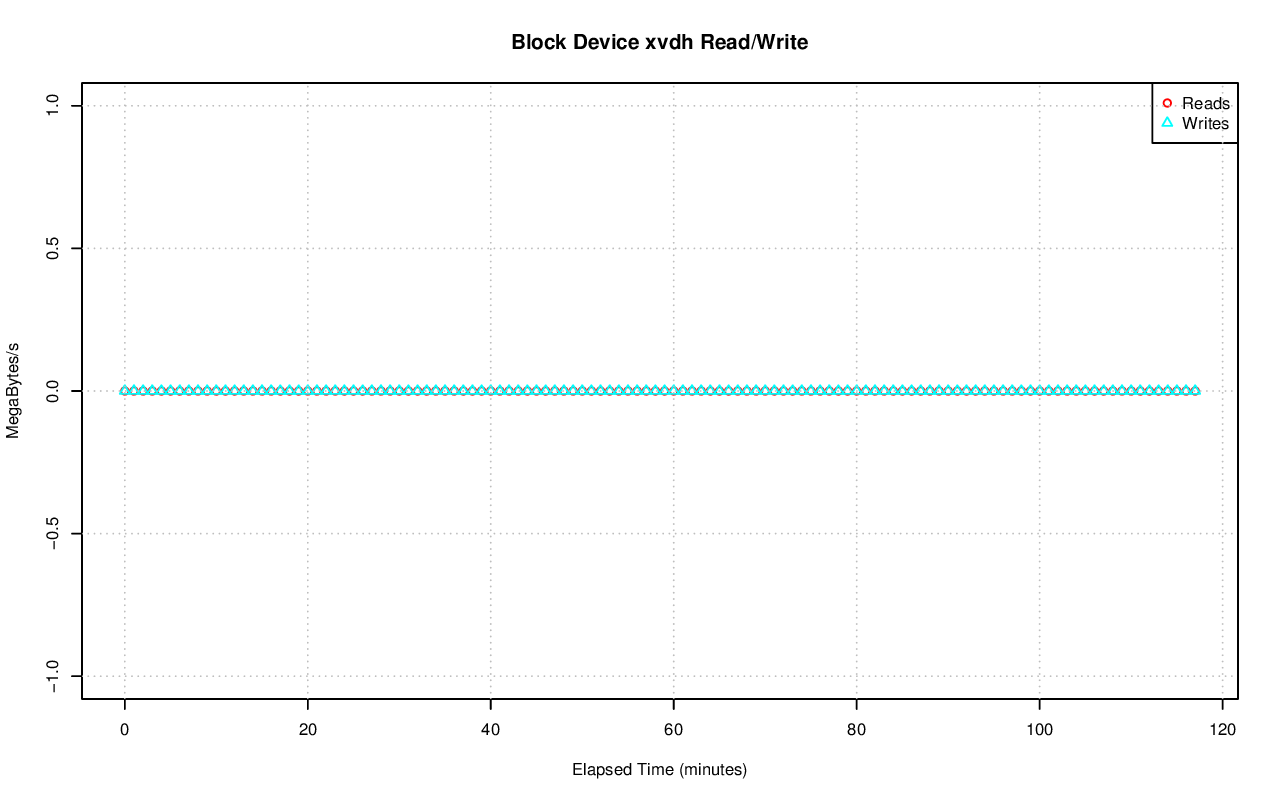 Block Device xvdh Read/Write
Reads
Writes
1.0
0.5
0.0
−0.5
−1.0
MegaBytes/s
0 20 40 60 80 100 120
Elapsed Time (minutes)